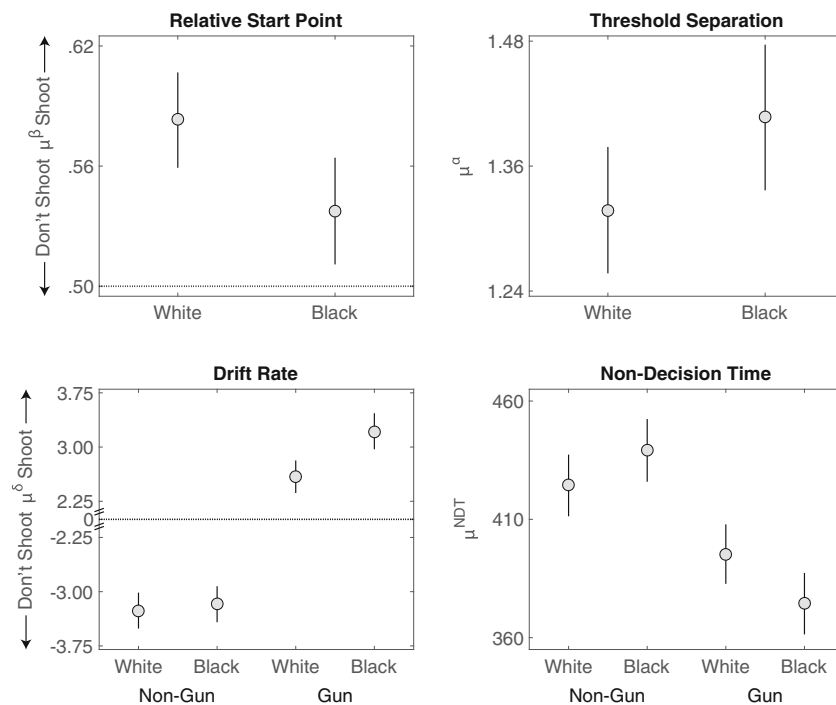 Relative Start Point
.62
.56
.50
← Don't Shoot μ^β Shoot →
White Black
Threshold Separation
1.48
1.36
1.24
μ^α
White Black
Drift Rate
3.75
3.00
2.25
0
-2.25
-3.00
-3.75
← Don't Shoot μ^δ Shoot →
White Black White Black
Non-Gun Gun
Non-Decision Time
460
410
360
μ^NDT
White Black White Black
Non-Gun Gun